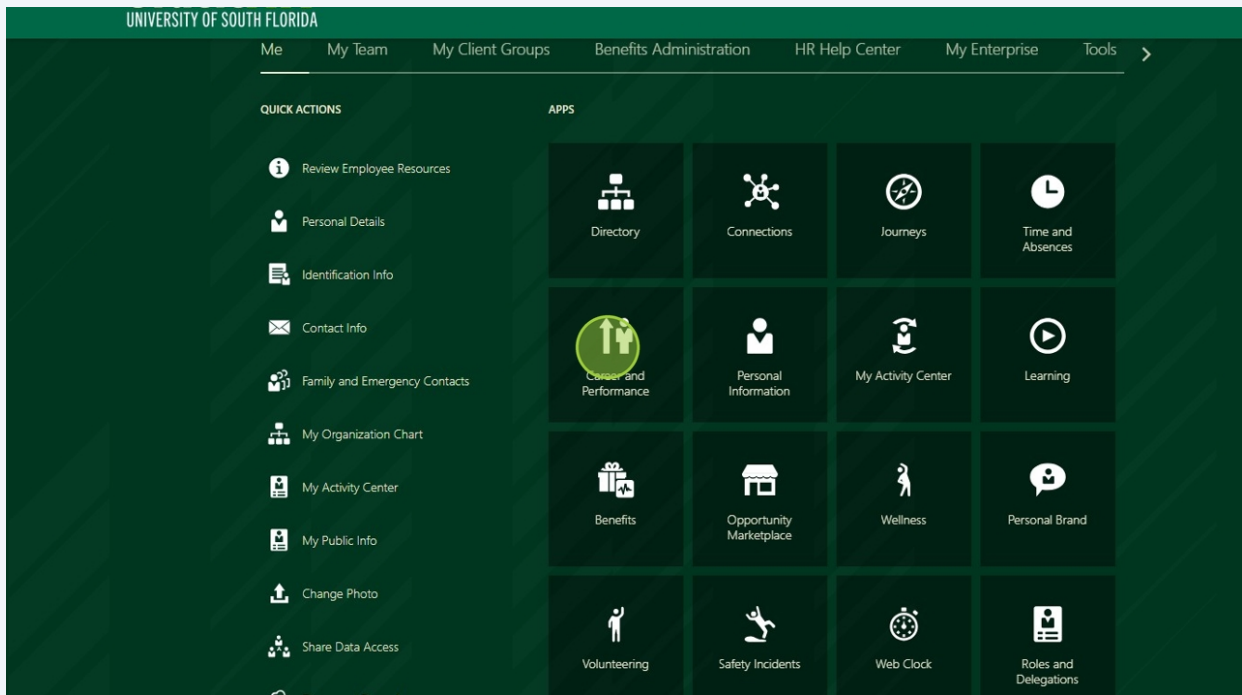 UNIVERSITY OF SOUTH FLORIDA
Me My Team My Client Groups Benefits Administration HR Help Center My Enterprise Tools
QUICK ACTIONS
Review Employee Resources
Personal Details
Identification Info
Contact Info
Family and Emergency Contacts
My Organization Chart
My Activity Center
My Public Info
Change Photo
Share Data Access
APPS
Directory
Connections
Journeys
Time and
Absences
Career and
Performance
Personal
Information
My Activity Center
Learning
Benefits
Opportunity
Marketplace
Wellness
Personal Brand
Volunteering
Safety Incidents
Web Clock
Roles and
Delegations